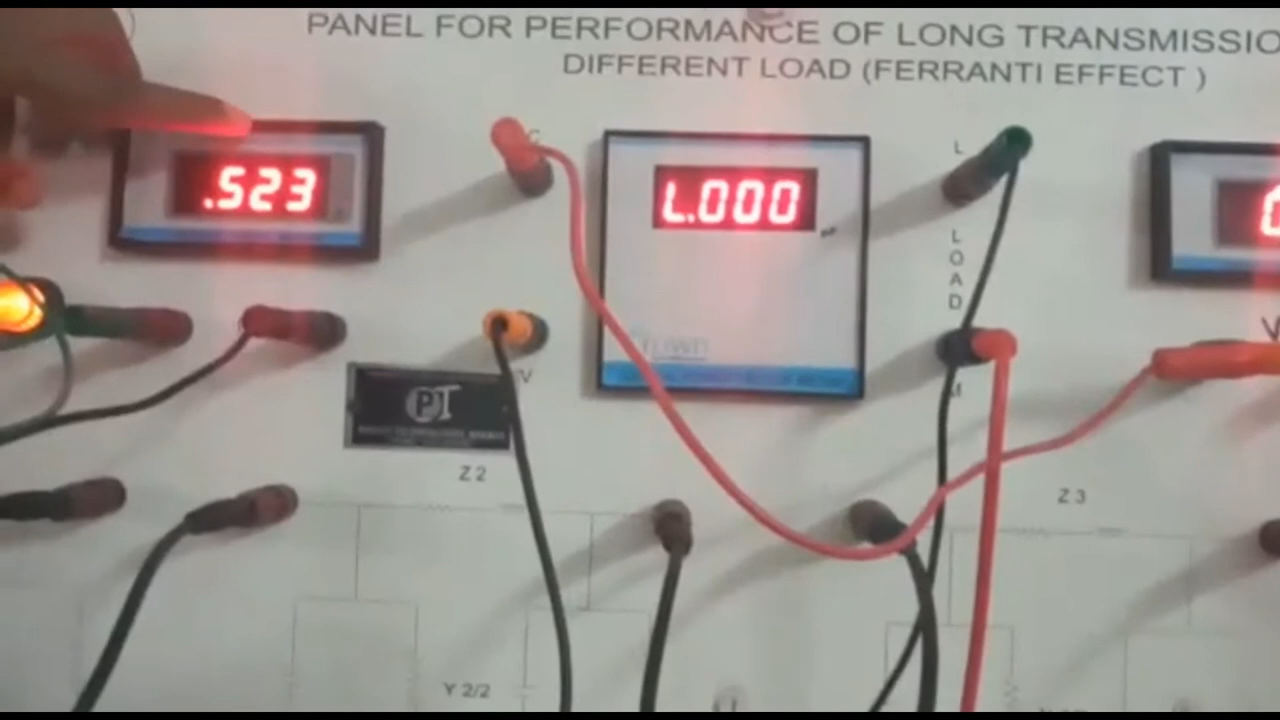 PANEL FOR PERFORMANCE OF LONG TRANSMISSIO
DIFFERENT LOAD (FERRANTI EFFECT )
.523
C
L.000
L
LOAD
M
V
V
PT
Z 2
Z 3
Y 2/2